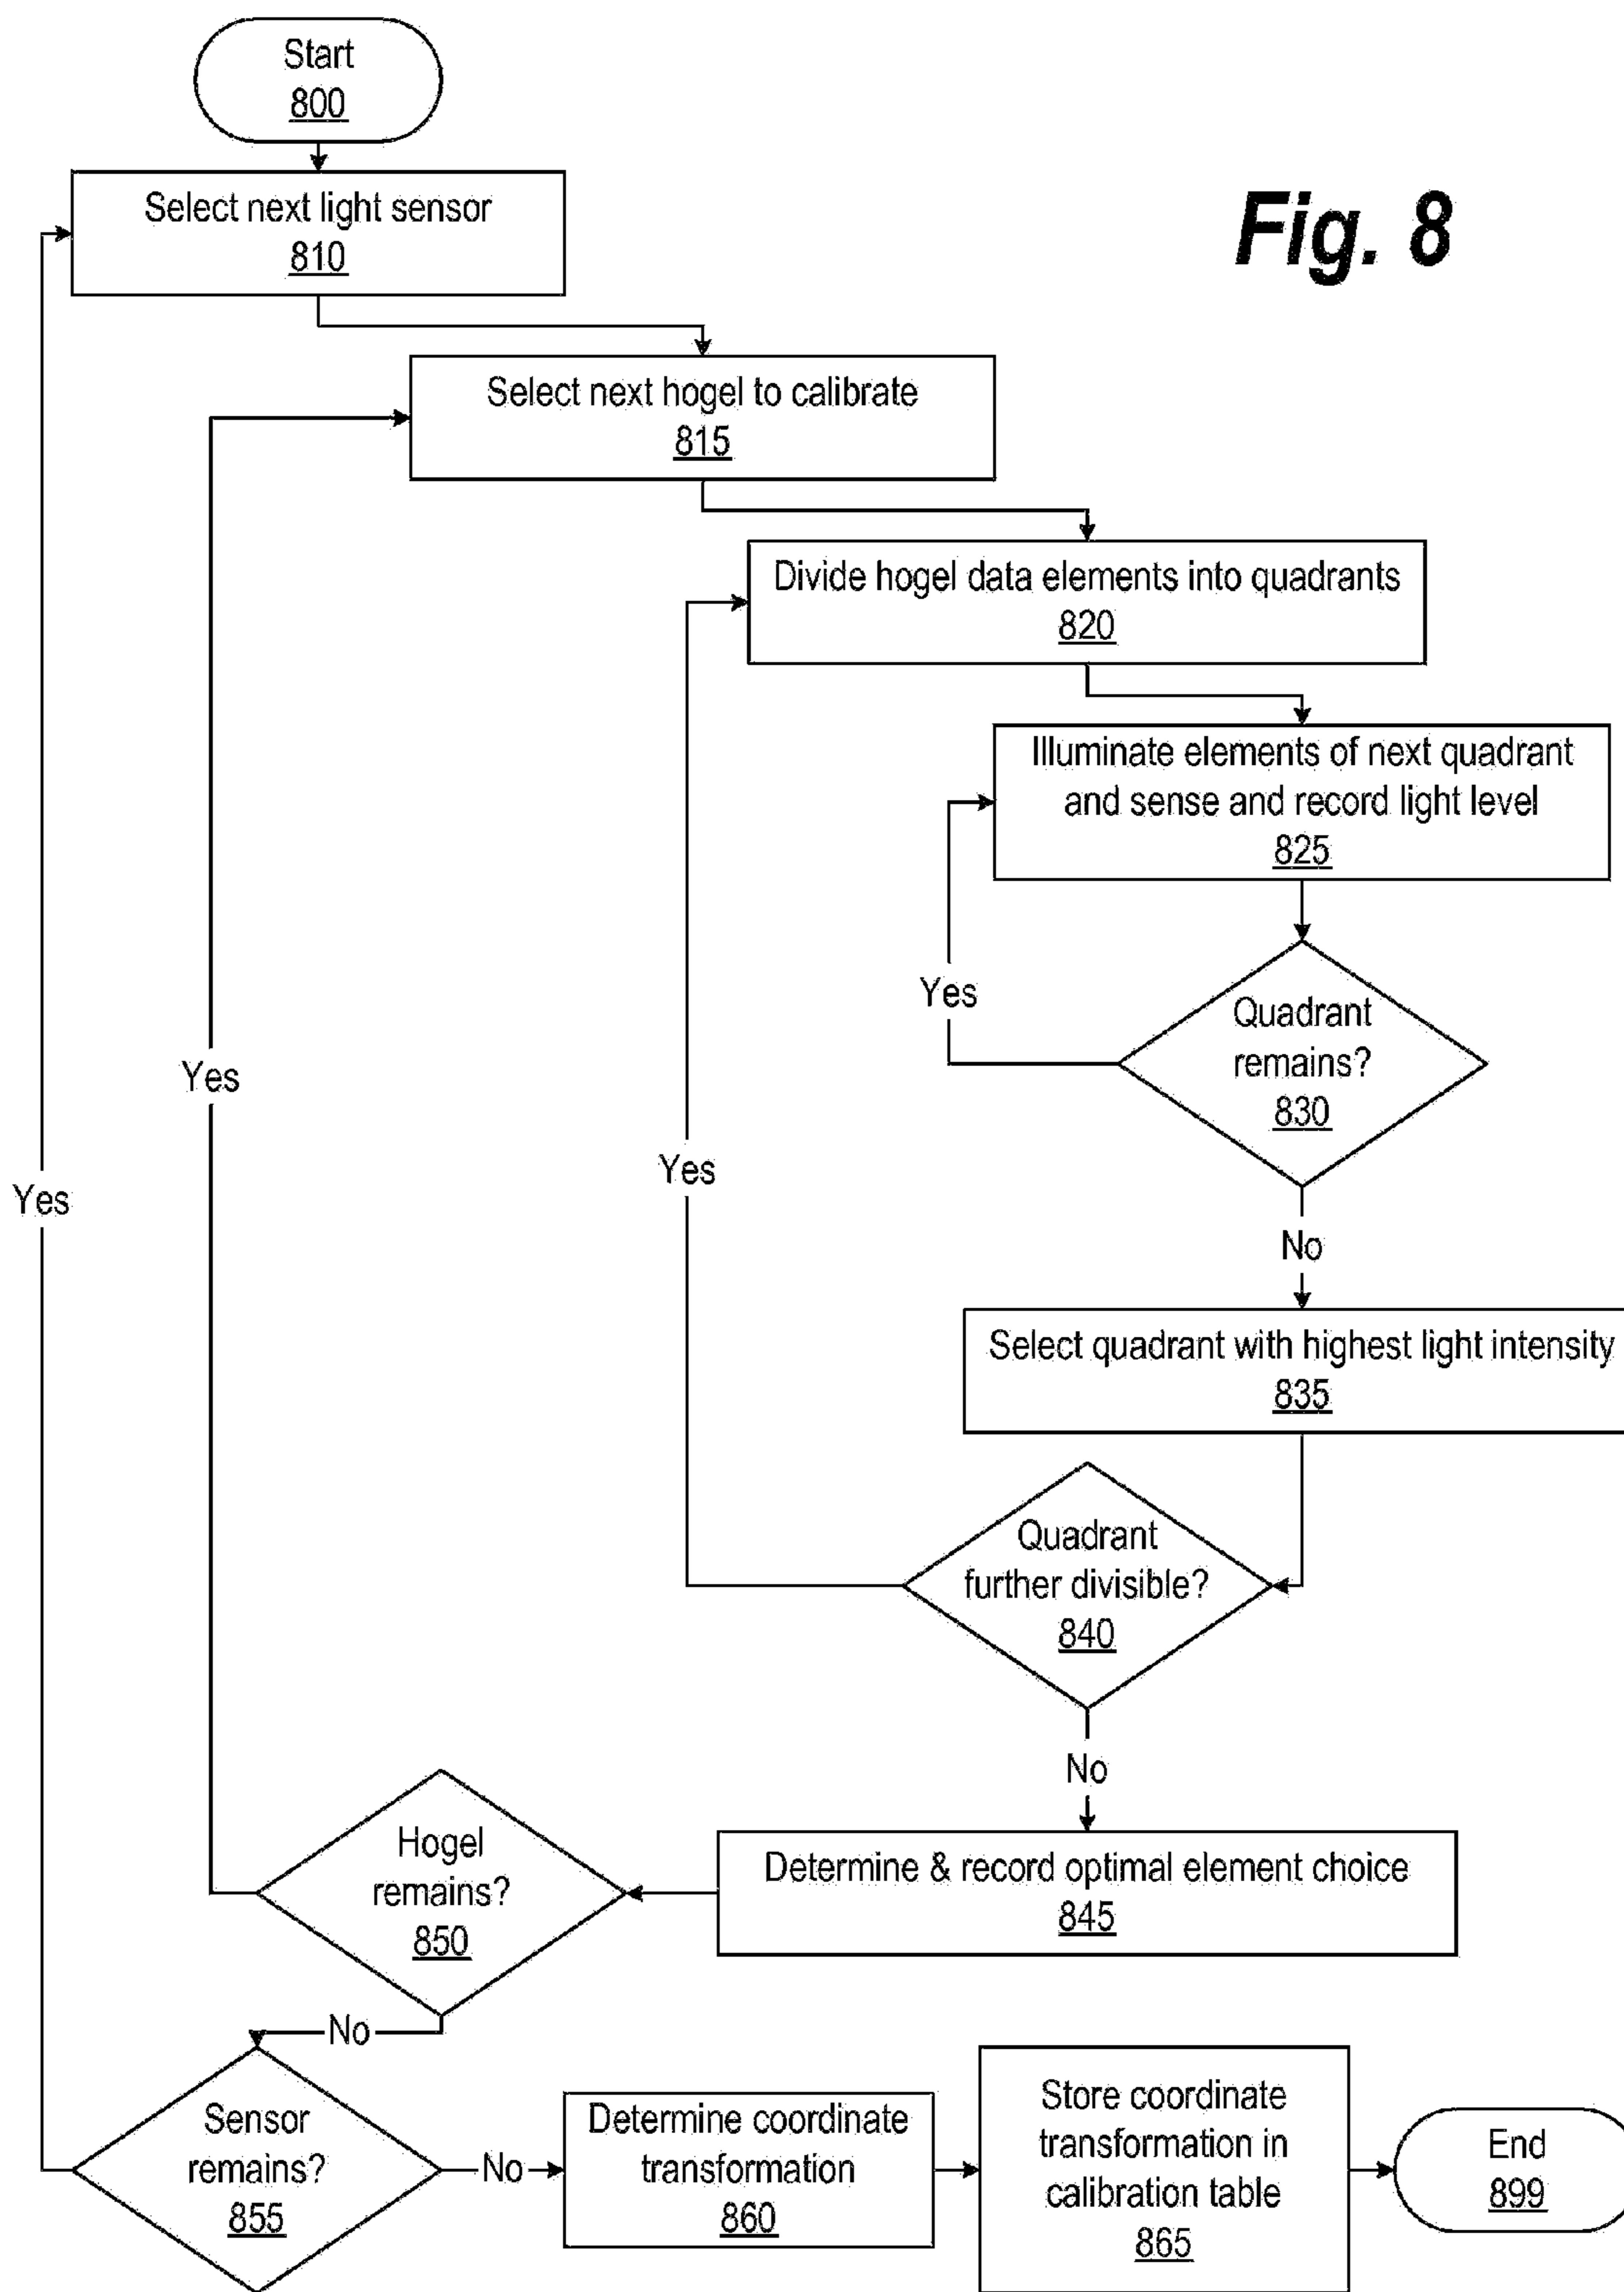 Start
800
Fig. 8
Select next light sensor
810
Select next hogel to calibrate
815
Divide hogel data elements into quadrants
820
Illuminate elements of next quadrant
and sense and record light level
825
Yes
Quadrant
remains?
830
Yes
Yes
Yes
No
Select quadrant with highest light intensity
835
Quadrant
further divisible?
840
No
Hogel
remains?
850
Determine & record optimal element choice
845
No
Sensor
remains?
855
No
Determine coordinate
transformation
860
Store coordinate
transformation in
calibration table
865
End
899